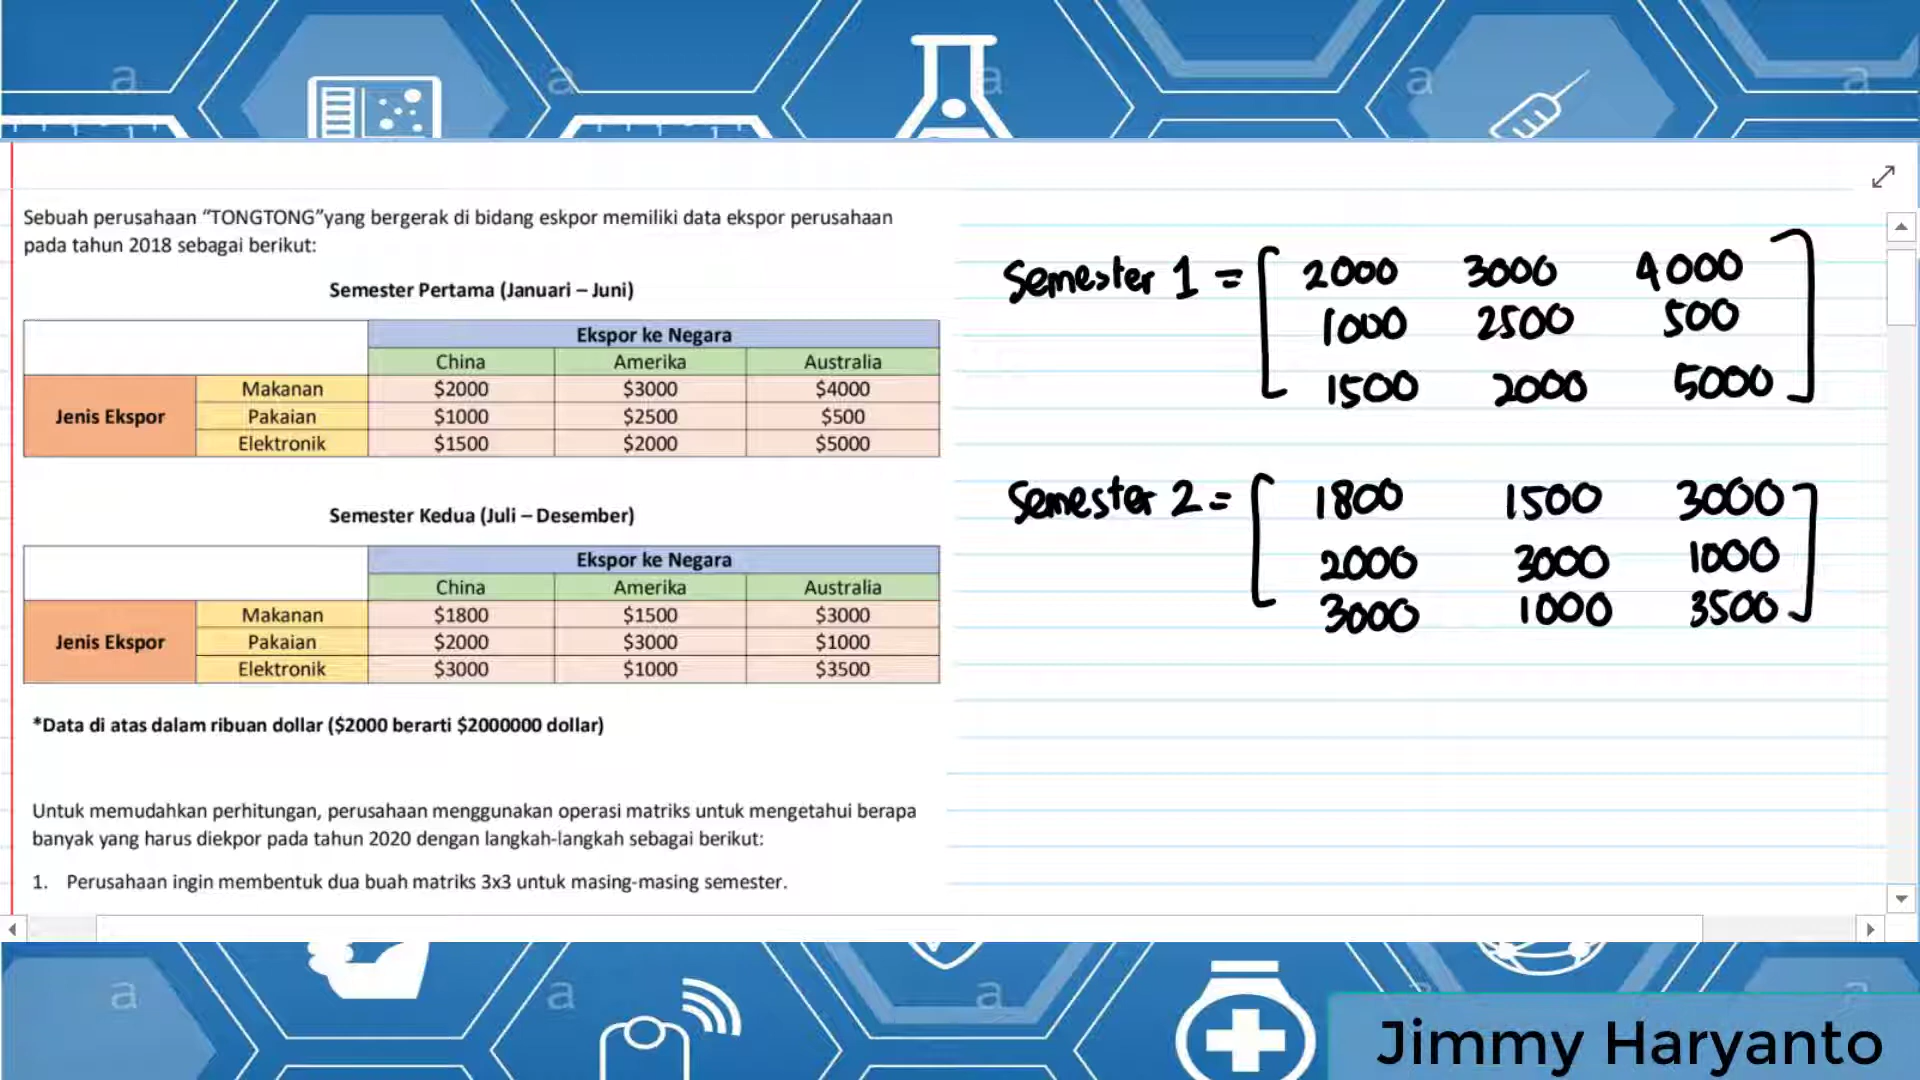 Sebuah perusahaan “TONGTONG”yang bergerak di bidang eskpor memiliki data ekspor perusahaan
pada tahun 2018 sebagai berikut:
Semester Pertama (Januari – Juni)
Ekspor ke Negara
China Amerika Australia
Jenis Ekspor
Makanan $2000 $3000 $4000
Pakaian $1000 $2500 $500
Elektronik $1500 $2000 $5000
Semester Kedua (Juli – Desember)
Ekspor ke Negara
China Amerika Australia
Jenis Ekspor
Makanan $1800 $1500 $3000
Pakaian $2000 $3000 $1000
Elektronik $3000 $1000 $3500
*Data di atas dalam ribuan dollar ($2000 berarti $2000000 dollar)
Untuk memudahkan perhitungan, perusahaan menggunakan operasi matriks untuk mengetahui berapa
banyak yang harus diekpor pada tahun 2020 dengan langkah-langkah sebagai berikut:
1. Perusahaan ingin membentuk dua buah matriks 3x3 untuk masing-masing semester.
Semester 1 = [ 2000 3000 4000
1000 2500 500
1500 2000 5000 ]
Semester 2 = [ 1800 1500 3000
2000 3000 1000
3000 1000 3500 ]
a a a a a
a a a a
Jimmy Haryanto